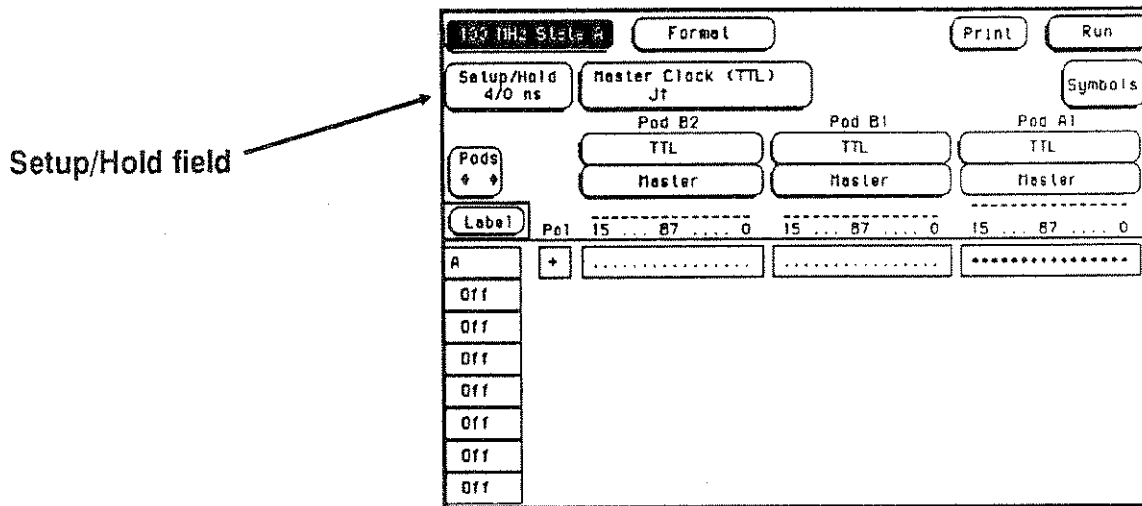 100 MHz State A Format Print Run
Setup/Hold
4/0 ns
Master Clock (TTL)
J↑
Symbols
Setup/Hold field
Pods
Pod B2 Pod B1 Pod A1
TTL TTL TTL
Master Master Master
Label Pol 15 ... 87 .... 0 15 ... 87 .... 0 15 ... 87 .... 0
A + ................ ................ ****************
Off
Off
Off
Off
Off
Off
Off